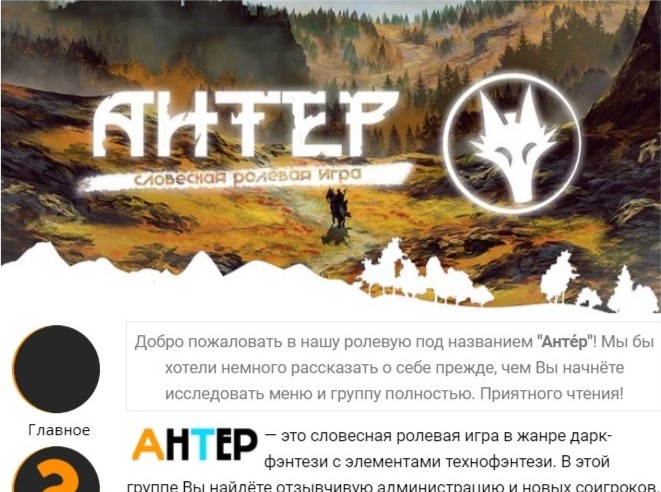 АНТЕР
словесная ролевая игра
Добро пожаловать в нашу ролевую под названием "Анте́р"! Мы бы
хотели немного рассказать о себе прежде, чем Вы начнёте
исследовать меню и группу полностью. Приятного чтения!
Главное
АНТЕР — это словесная ролевая игра в жанре дарк-
фэнтези с элементами технофэнтези. В этой
группе Вы найдёте отзывчивую администрацию и новых соигроков.
?